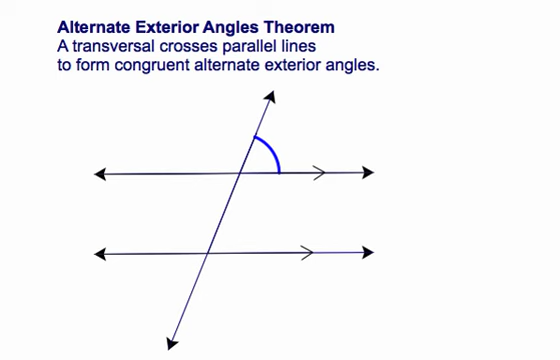 Alternate Exterior Angles Theorem
A transversal crosses parallel lines
to form congruent alternate exterior angles.